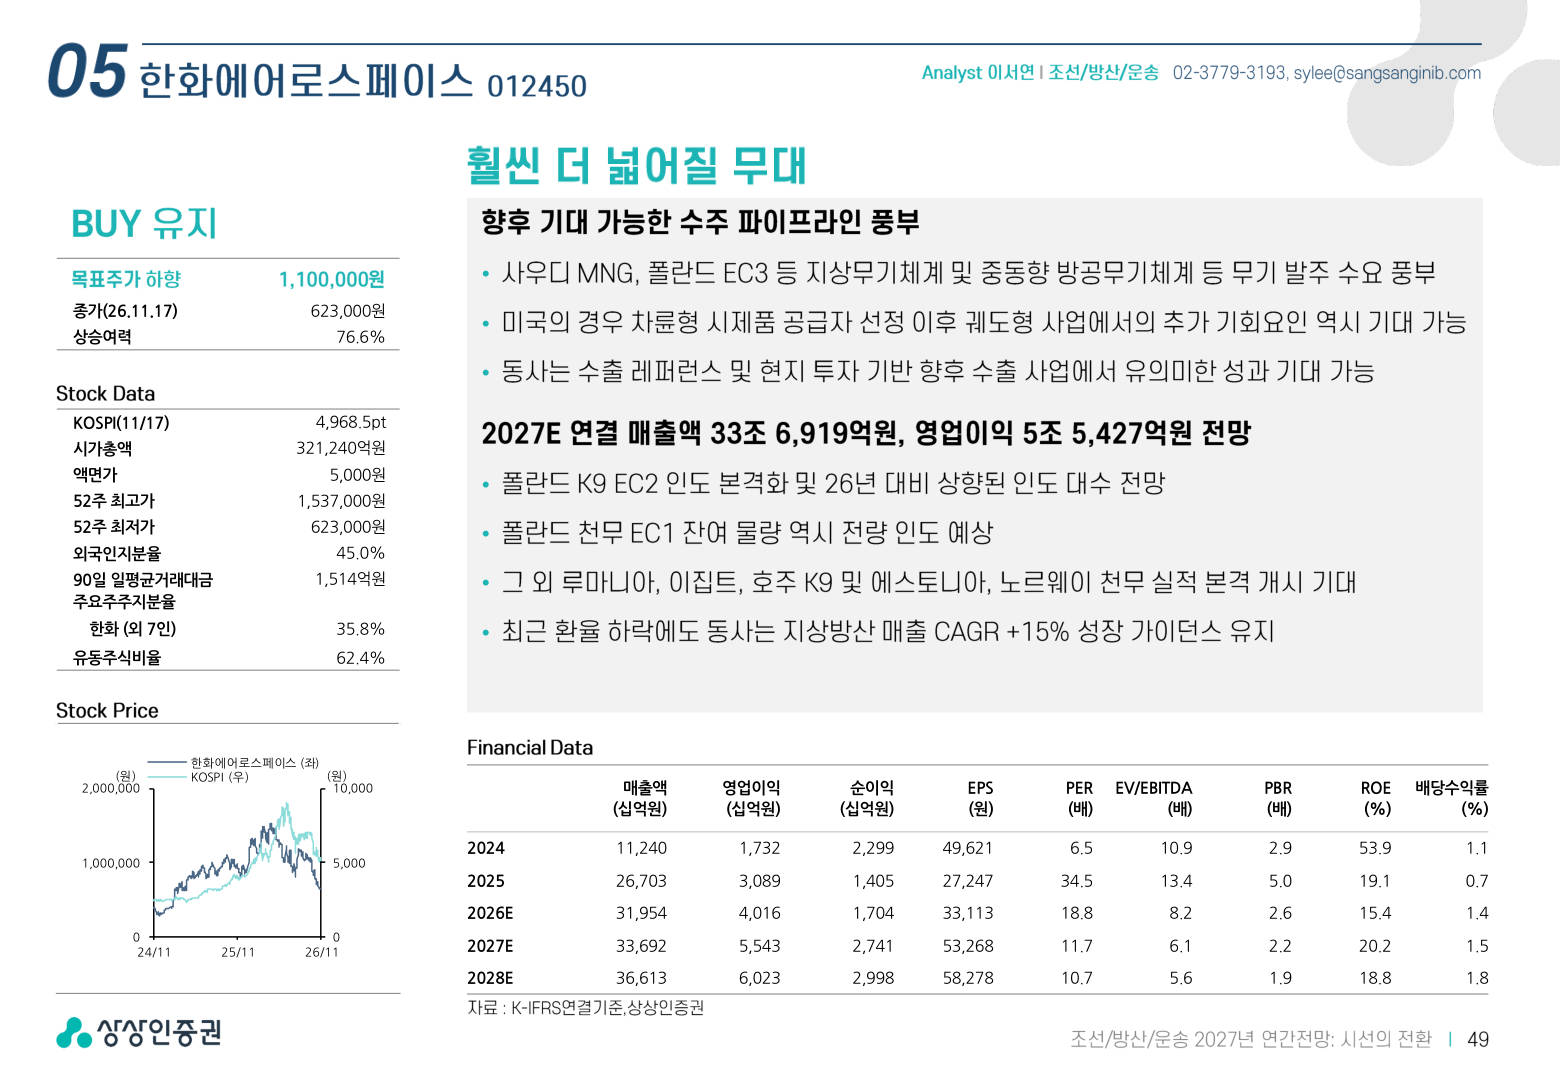 05 한화에어로스페이스 012450
Analyst 이서연 I 조선/방산/운송 02-3779-3193, sylee@sangsanginib.com
훨씬 더 넓어질 무대
BUY 유지
목표주가 하향 1,100,000원
종가(26.11.17) 623,000원
상승여력 76.6%
Stock Data
KOSPI(11/17) 4,968.5pt
시가총액 321,240억원
액면가 5,000원
52주 최고가 1,537,000원
52주 최저가 623,000원
외국인지분율 45.0%
90일 일평균거래대금 1,514억원
주요주주지분율
한화 (외 7인) 35.8%
유동주식비율 62.4%
Stock Price
한화에어로스페이스 (좌)
(원) KOSPI (우) (원)
2,000,000 10,000
1,000,000 5,000
0 0
24/11 25/11 26/11
상상인증권
향후 기대 가능한 수주 파이프라인 풍부
• 사우디 MNG, 폴란드 EC3 등 지상무기체계 및 중동향 방공무기체계 등 무기 발주 수요 풍부
• 미국의 경우 차륜형 시제품 공급자 선정 이후 궤도형 사업에서의 추가 기회요인 역시 기대 가능
• 동사는 수출 레퍼런스 및 현지 투자 기반 향후 수출 사업에서 유의미한 성과 기대 가능
2027E 연결 매출액 33조 6,919억원, 영업이익 5조 5,427억원 전망
• 폴란드 K9 EC2 인도 본격화 및 26년 대비 상향된 인도 대수 전망
• 폴란드 천무 EC1 잔여 물량 역시 전량 인도 예상
• 그 외 루마니아, 이집트, 호주 K9 및 에스토니아, 노르웨이 천무 실적 본격 개시 기대
• 최근 환율 하락에도 동사는 지상방산 매출 CAGR +15% 성장 가이던스 유지
Financial Data
매출액 영업이익 순이익 EPS PER EV/EBITDA PBR ROE 배당수익률
(십억원) (십억원) (십억원) (원) (배) (배) (배) (%) (%)
2024 11,240 1,732 2,299 49,621 6.5 10.9 2.9 53.9 1.1
2025 26,703 3,089 1,405 27,247 34.5 13.4 5.0 19.1 0.7
2026E 31,954 4,016 1,704 33,113 18.8 8.2 2.6 15.4 1.4
2027E 33,692 5,543 2,741 53,268 11.7 6.1 2.2 20.2 1.5
2028E 36,613 6,023 2,998 58,278 10.7 5.6 1.9 18.8 1.8
자료 : K-IFRS연결기준,상상인증권
조선/방산/운송 2027년 연간전망: 시선의 전환 I 49